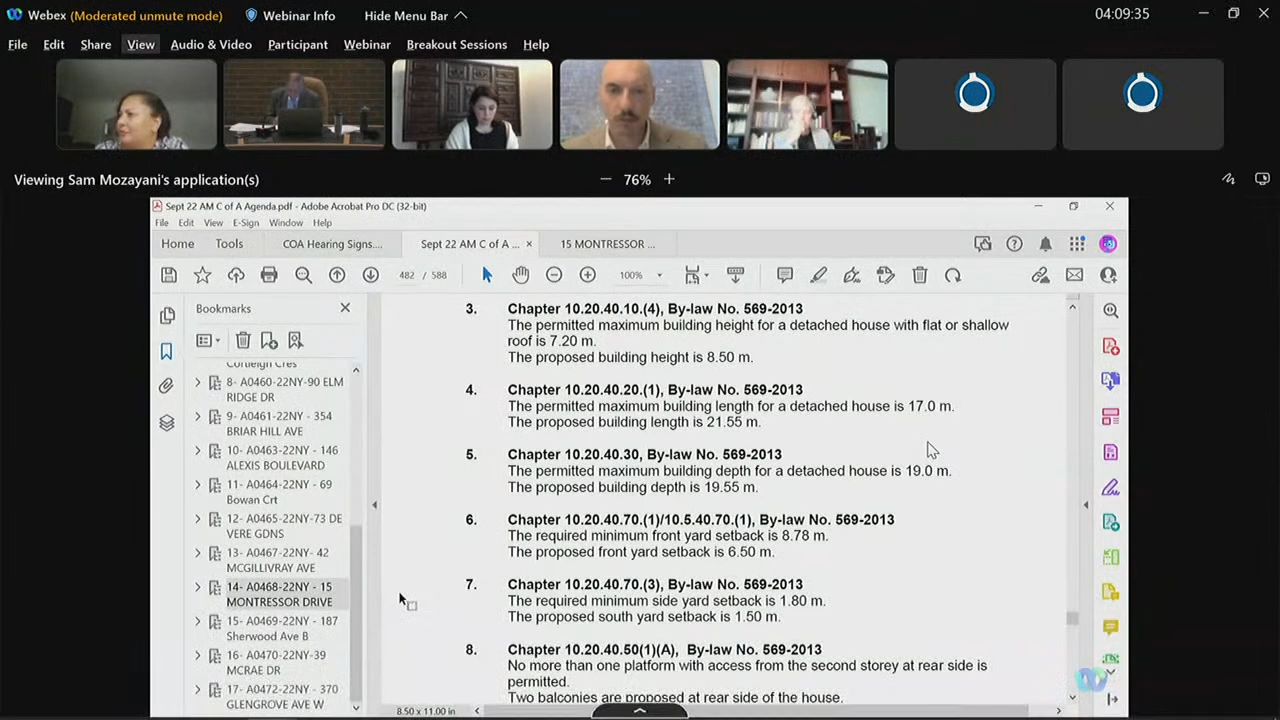 Webex (Moderated unmute mode) Webinar Info Hide Menu Bar 04:09:35
File Edit Share View Audio & Video Participant Webinar Breakout Sessions Help
Viewing Sam Mozayani's application(s) 76%
Sept 22 AM C of A Agenda.pdf - Adobe Acrobat Pro DC (32-bit)
File Edit View E-Sign Window Help
Home Tools COA Hearing Signs.... Sept 22 AM C of A ... × 15 MONTRESSOR ...
482 / 588 100%
Bookmarks
Cortleigh Cres
8- A0460-22NY-90 ELM
RIDGE DR
9- A0461-22NY - 354
BRIAR HILL AVE
10- A0463-22NY - 146
ALEXIS BOULEVARD
11- A0464-22NY - 69
Bowan Crt
12- A0465-22NY-73 DE
VERE GDNS
13- A0467-22NY- 42
MCGILLIVRAY AVE
14- A0468-22NY - 15
MONTRESSOR DRIVE
15- A0469-22NY - 187
Sherwood Ave B
16- A0470-22NY-39
MCRAE DR
17- A0472-22NY - 370
GLENGROVE AVE W
3. Chapter 10.20.40.10.(4), By-law No. 569-2013
The permitted maximum building height for a detached house with flat or shallow
roof is 7.20 m.
The proposed building height is 8.50 m.
4. Chapter 10.20.40.20.(1), By-law No. 569-2013
The permitted maximum building length for a detached house is 17.0 m.
The proposed building length is 21.55 m.
5. Chapter 10.20.40.30, By-law No. 569-2013
The permitted maximum building depth for a detached house is 19.0 m.
The proposed building depth is 19.55 m.
6. Chapter 10.20.40.70.(1)/10.5.40.70.(1), By-law No. 569-2013
The required minimum front yard setback is 8.78 m.
The proposed front yard setback is 6.50 m.
7. Chapter 10.20.40.70.(3), By-law No. 569-2013
The required minimum side yard setback is 1.80 m.
The proposed south yard setback is 1.50 m.
8. Chapter 10.20.40.50(1)(A), By-law No. 569-2013
No more than one platform with access from the second storey at rear side is
permitted.
Two balconies are proposed at rear side of the house.
8.50 x 11.00 in